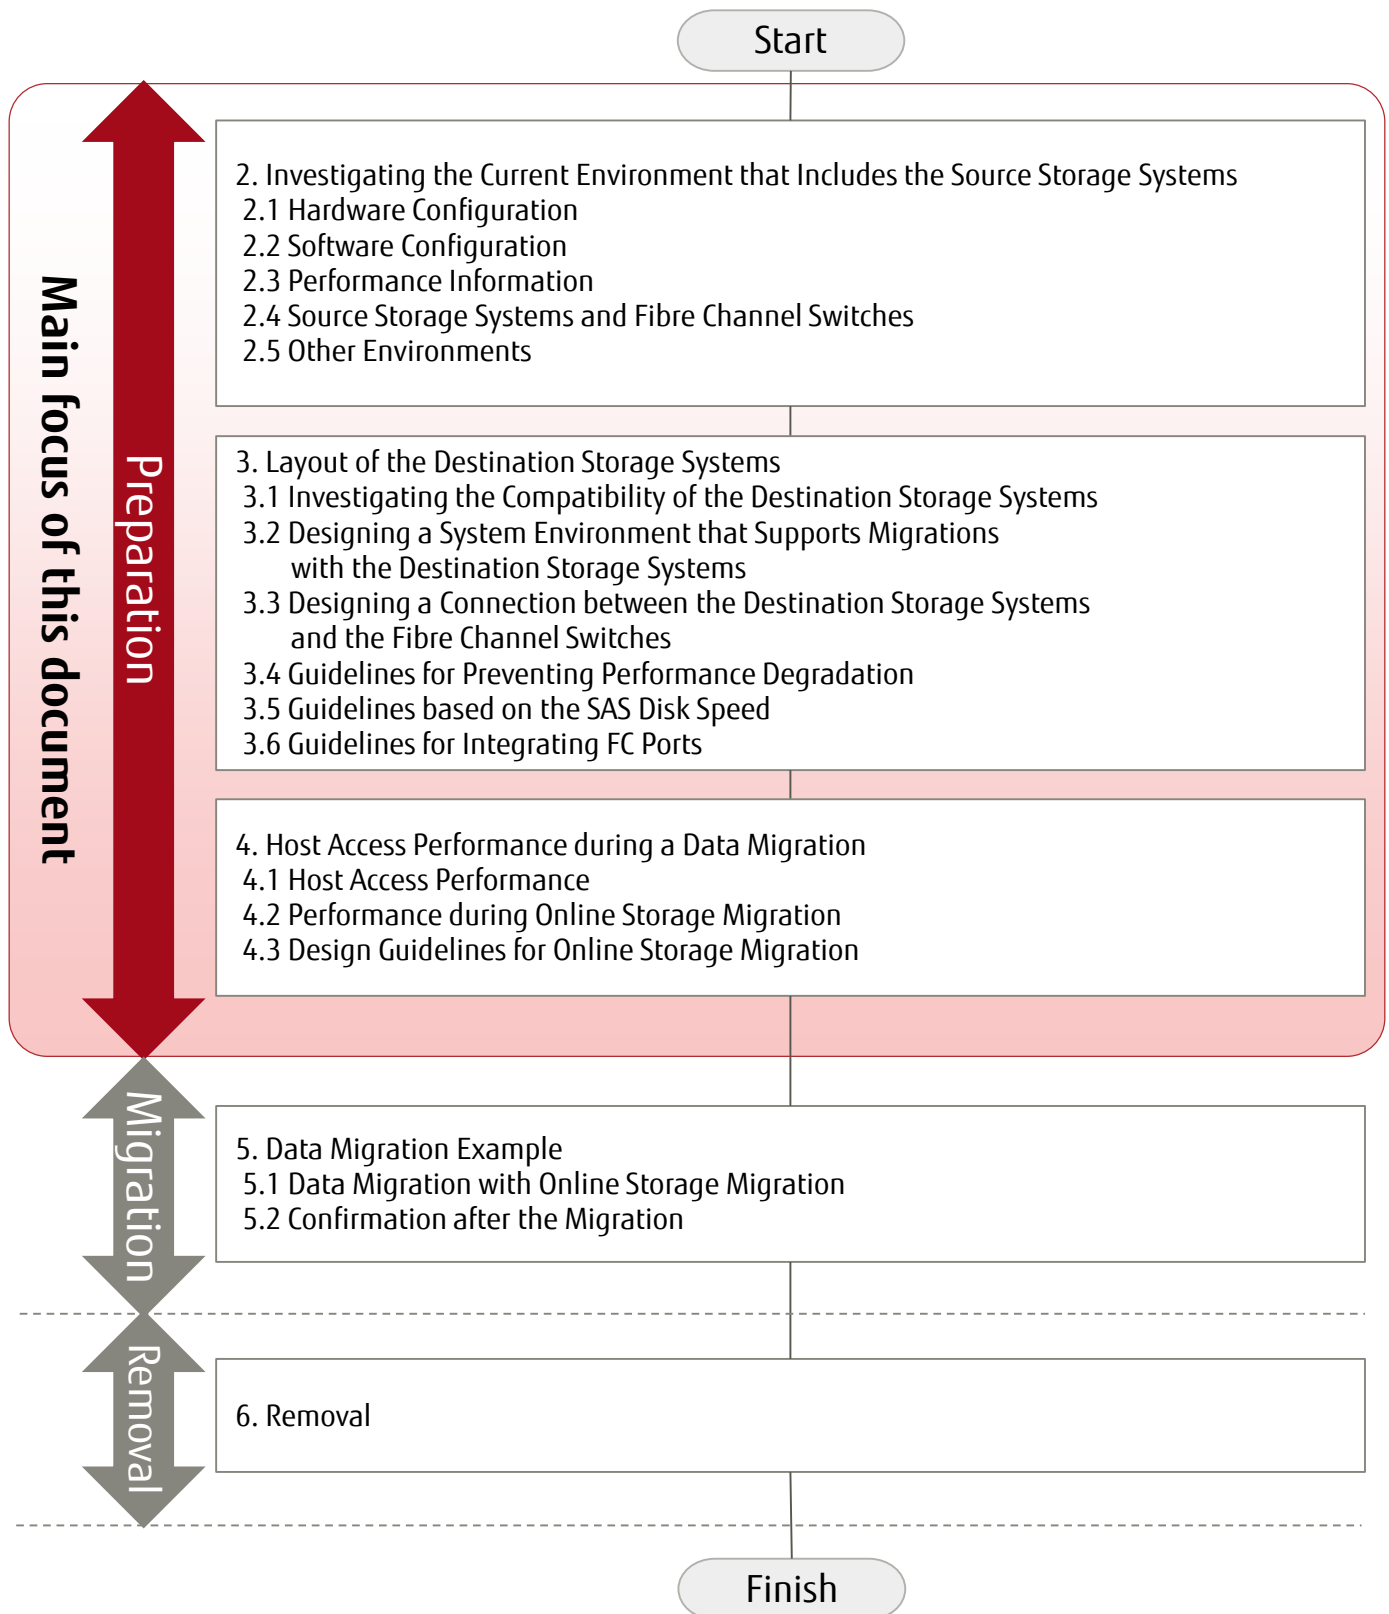 Start
Main focus of this document
Preparation
2. Investigating the Current Environment that Includes the Source Storage Systems
2.1 Hardware Configuration
2.2 Software Configuration
2.3 Performance Information
2.4 Source Storage Systems and Fibre Channel Switches
2.5 Other Environments
3. Layout of the Destination Storage Systems
3.1 Investigating the Compatibility of the Destination Storage Systems
3.2 Designing a System Environment that Supports Migrations
with the Destination Storage Systems
3.3 Designing a Connection between the Destination Storage Systems
and the Fibre Channel Switches
3.4 Guidelines for Preventing Performance Degradation
3.5 Guidelines based on the SAS Disk Speed
3.6 Guidelines for Integrating FC Ports
4. Host Access Performance during a Data Migration
4.1 Host Access Performance
4.2 Performance during Online Storage Migration
4.3 Design Guidelines for Online Storage Migration
Migration
5. Data Migration Example
5.1 Data Migration with Online Storage Migration
5.2 Confirmation after the Migration
Removal
6. Removal
Finish